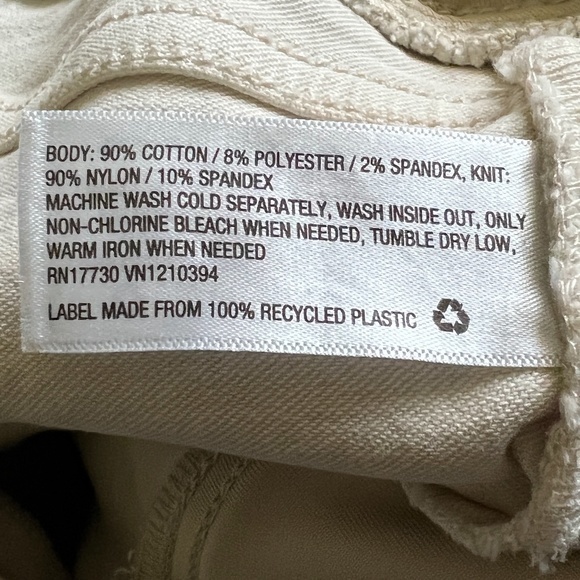 BODY: 90% COTTON / 8% POLYESTER / 2% SPANDEX, KNIT:
90% NYLON / 10% SPANDEX
MACHINE WASH COLD SEPARATELY, WASH INSIDE OUT, ONLY
NON-CHLORINE BLEACH WHEN NEEDED, TUMBLE DRY LOW,
WARM IRON WHEN NEEDED
RN17730 VN1210394
LABEL MADE FROM 100% RECYCLED PLASTIC